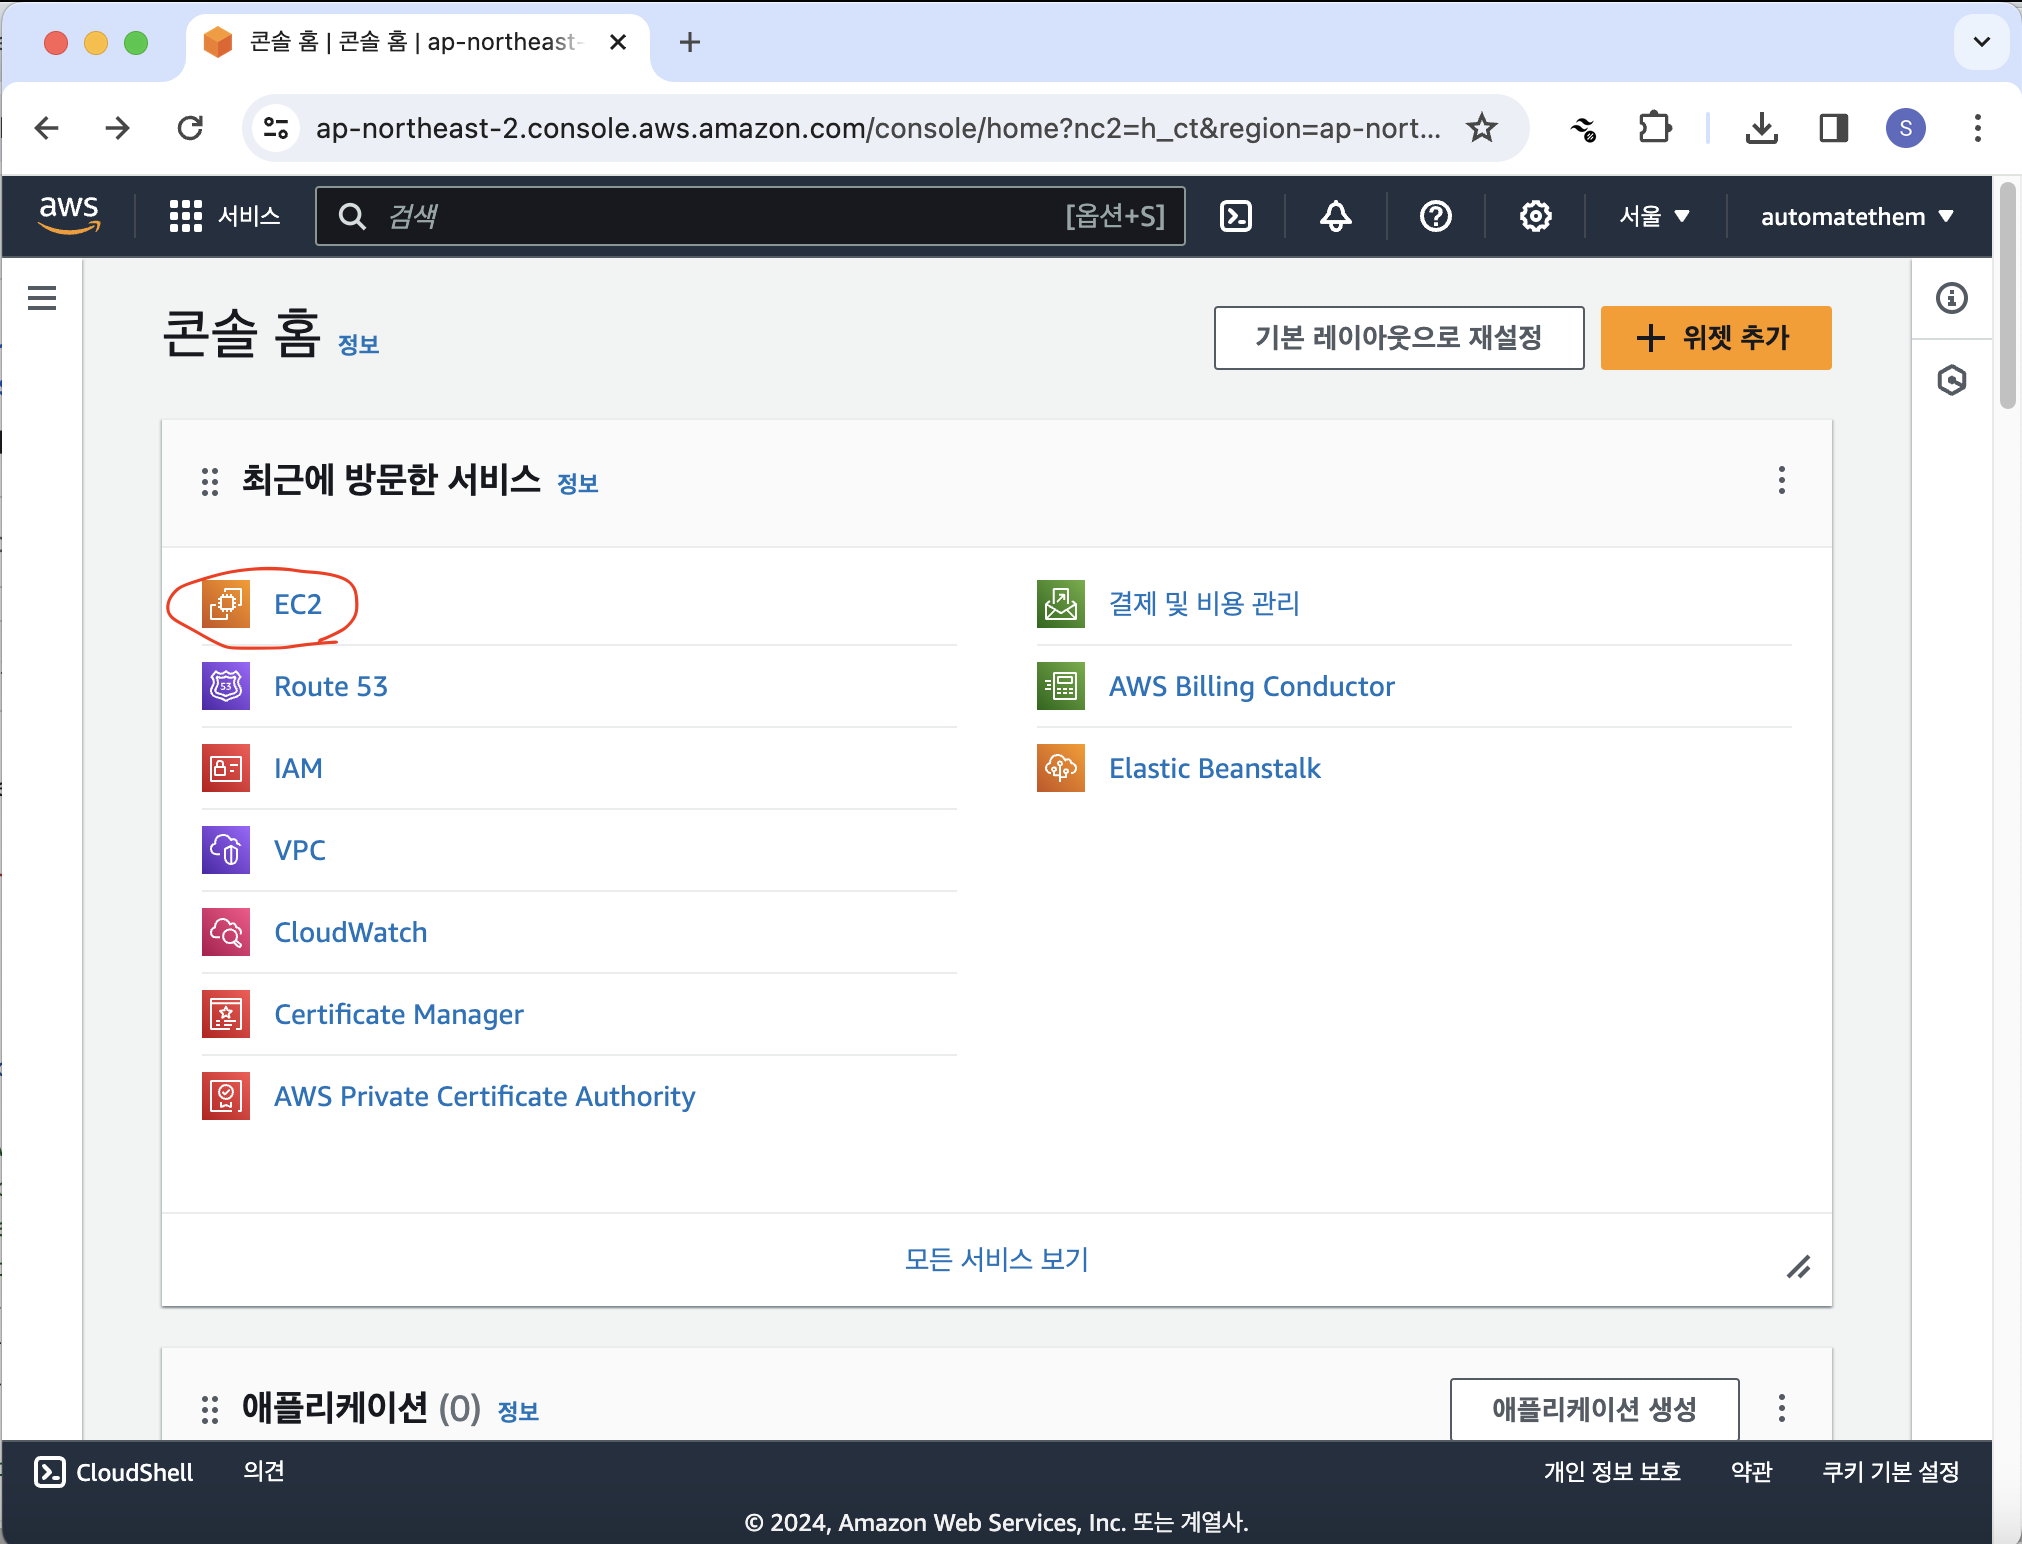 콘솔 홈 | 콘솔 홈 | ap-northeast-
ap-northeast-2.console.aws.amazon.com/console/home?nc2=h_ct&region=ap-nort...
S
aws
서비스
검색
[옵션+S]
서울
automatethem
콘솔 홈 정보
기본 레이아웃으로 재설정
위젯 추가
최근에 방문한 서비스 정보
EC2
53
Route 53
IAM
VPC
CloudWatch
Certificate Manager
AWS Private Certificate Authority
결제 및 비용 관리
AWS Billing Conductor
Elastic Beanstalk
모든 서비스 보기
애플리케이션 (0) 정보
애플리케이션 생성
CloudShell
의견
개인 정보 보호
약관
쿠키 기본 설정
© 2024, Amazon Web Services, Inc. 또는 계열사.